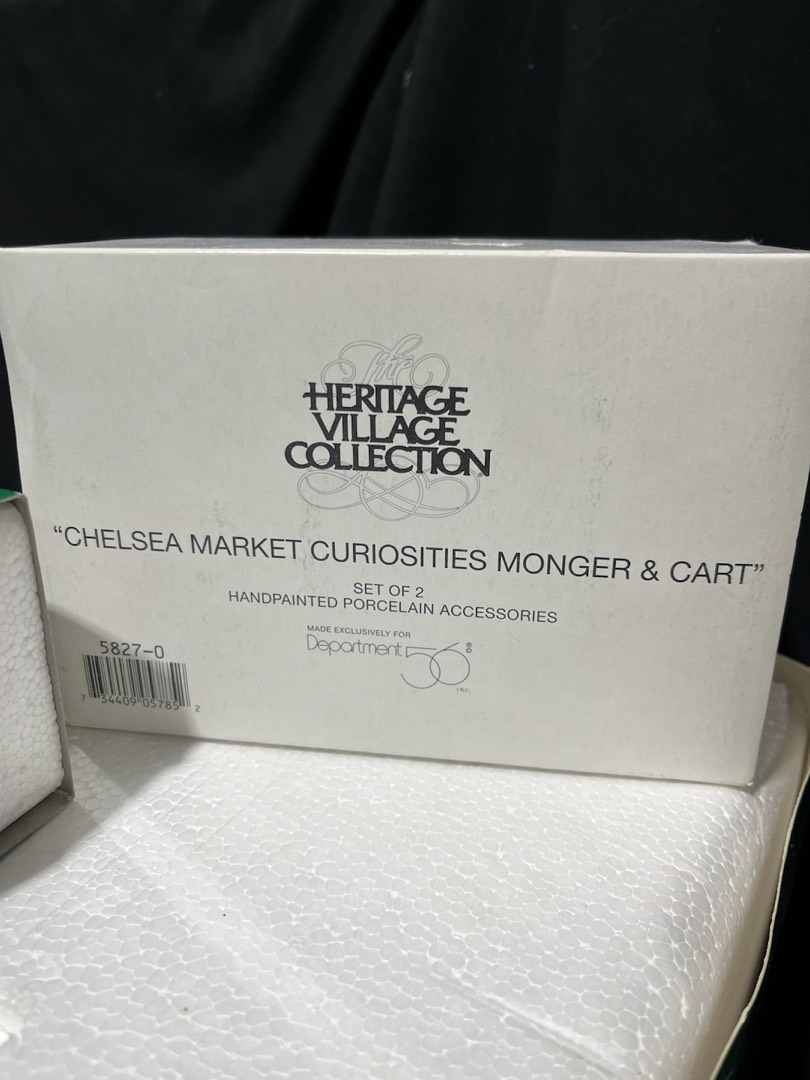 The
HERITAGE
VILLAGE
COLLECTION
“CHELSEA MARKET CURIOSITIES MONGER & CART”
SET OF 2
HANDPAINTED PORCELAIN ACCESSORIES
MADE EXCLUSIVELY FOR
Department 56 ®
INC.
5827-0
7 34409 05785 2